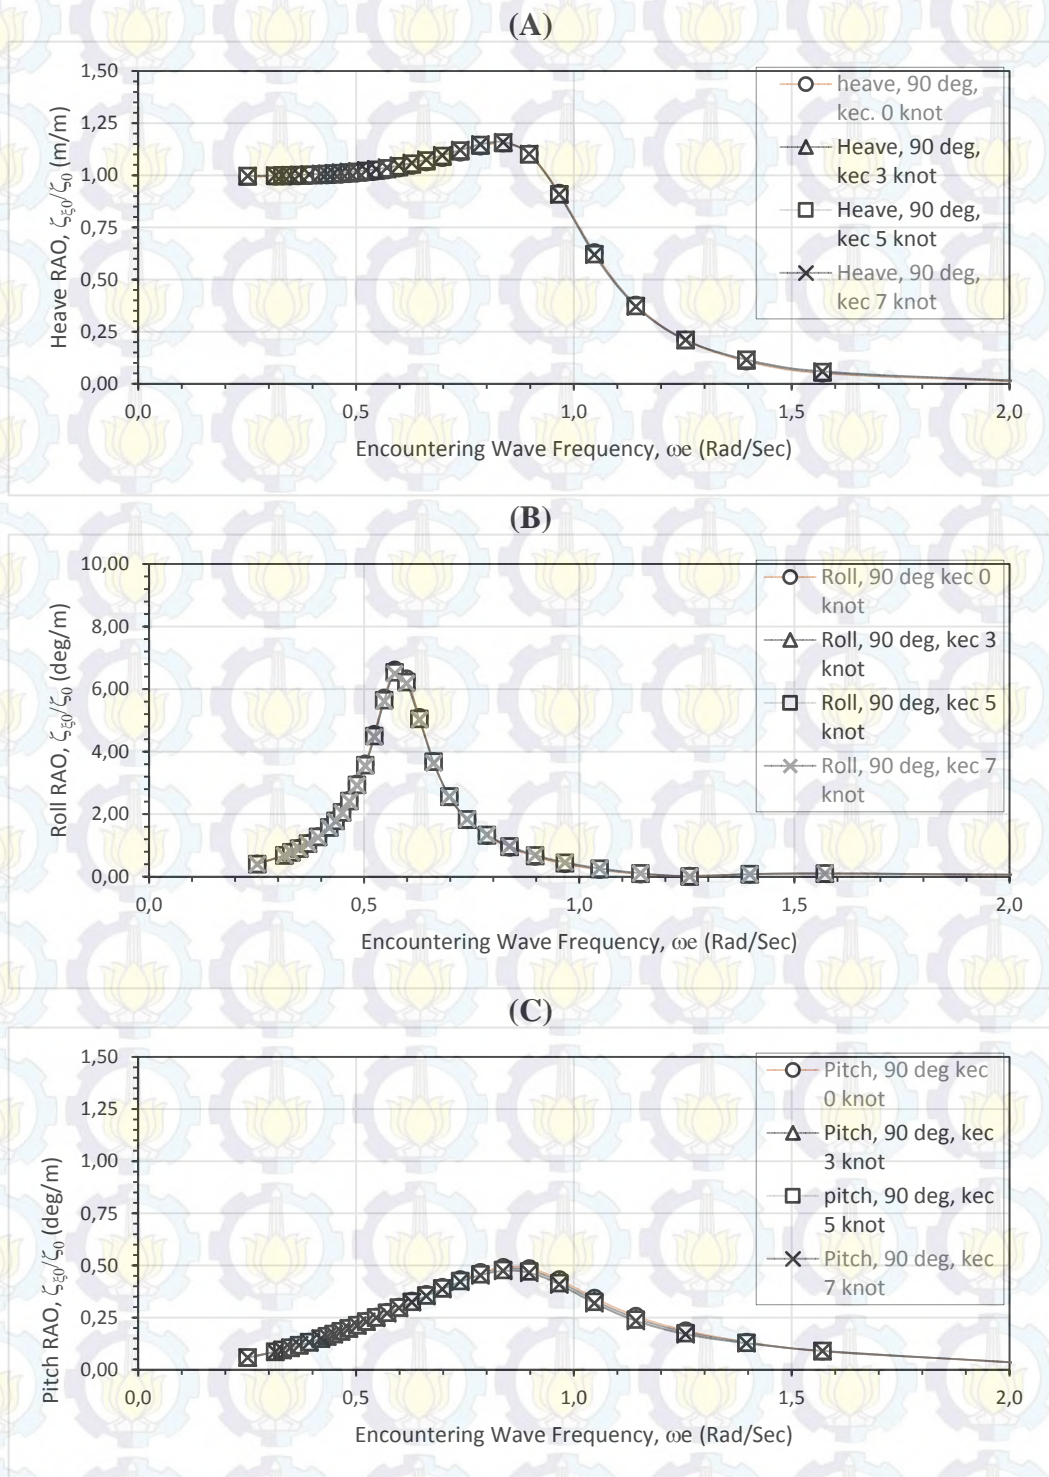 (A)
1,50
1,25
1,00
0,75
0,50
0,25
0,00
0,0 0,5 1,0 1,5 2,0
Heave RAO, ζξ0/ζ0 (m/m)
Encountering Wave Frequency, ωe (Rad/Sec)
heave, 90 deg,
kec. 0 knot
Heave, 90 deg,
kec 3 knot
Heave, 90 deg,
kec 5 knot
Heave, 90 deg,
kec 7 knot
(B)
10,00
8,00
6,00
4,00
2,00
0,00
0,0 0,5 1,0 1,5 2,0
Roll RAO, ζξ0/ζ0 (deg/m)
Encountering Wave Frequency, ωe (Rad/Sec)
Roll, 90 deg kec 0
knot
Roll, 90 deg, kec 3
knot
Roll, 90 deg, kec 5
knot
Roll, 90 deg, kec 7
knot
(C)
1,50
1,25
1,00
0,75
0,50
0,25
0,00
0,0 0,5 1,0 1,5 2,0
Pitch RAO, ζξ0/ζ0 (deg/m)
Encountering Wave Frequency, ωe (Rad/Sec)
Pitch, 90 deg kec
0 knot
Pitch, 90 deg, kec
3 knot
pitch, 90 deg, kec
5 knot
Pitch, 90 deg, kec
7 knot